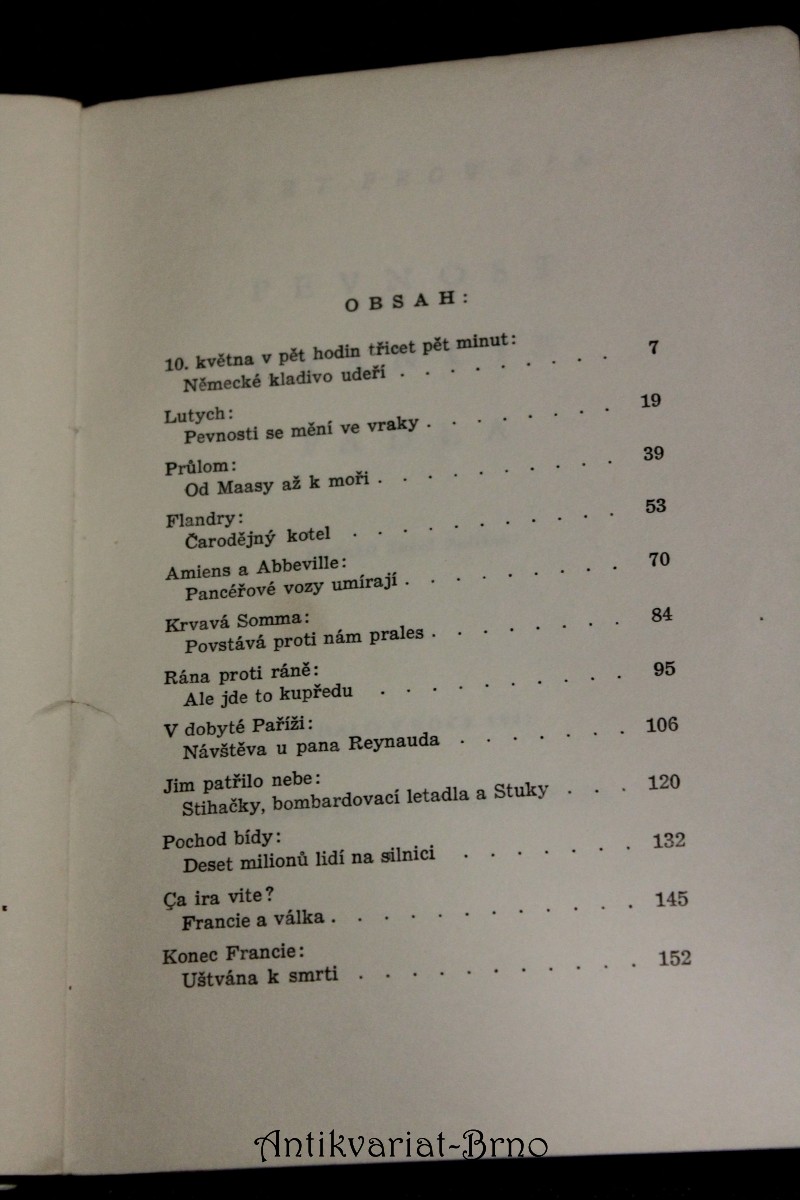 PEVNOST
OBSAH:
10. května v pět hodin třicet pět minut:
Německé kladivo udeří . . . . . . . . 7
Lutych:
Pevnosti se mění ve vraky . . . . . . . . 19
Průlom:
Od Maasy až k moři . . . . . . . . . . 39
Flandry:
Čarodějný kotel . . . . . . . . . . . 53
Amiens a Abbeville:
Pancéřové vozy umírají . . . . . . . . . 70
Krvavá Somma:
Povstává proti nám prales . . . . . . . . 84
Rána proti ráně:
Ale jde to kupředu . . . . . . . . . . 95
V dobyté Paříži:
Návštěva u pana Reynauda . . . . . . . 106
Jim patřilo nebe:
Stihačky, bombardovací letadla a Stuky . . . 120
Pochod bídy:
Deset milionů lidí na silnici . . . . . . . 132
Ça ira vite?
Francie a válka . . . . . . . . . . . . 145
Konec Francie:
Uštvána k smrti . . . . . . . . . . . 152
Antikvariat-Brno